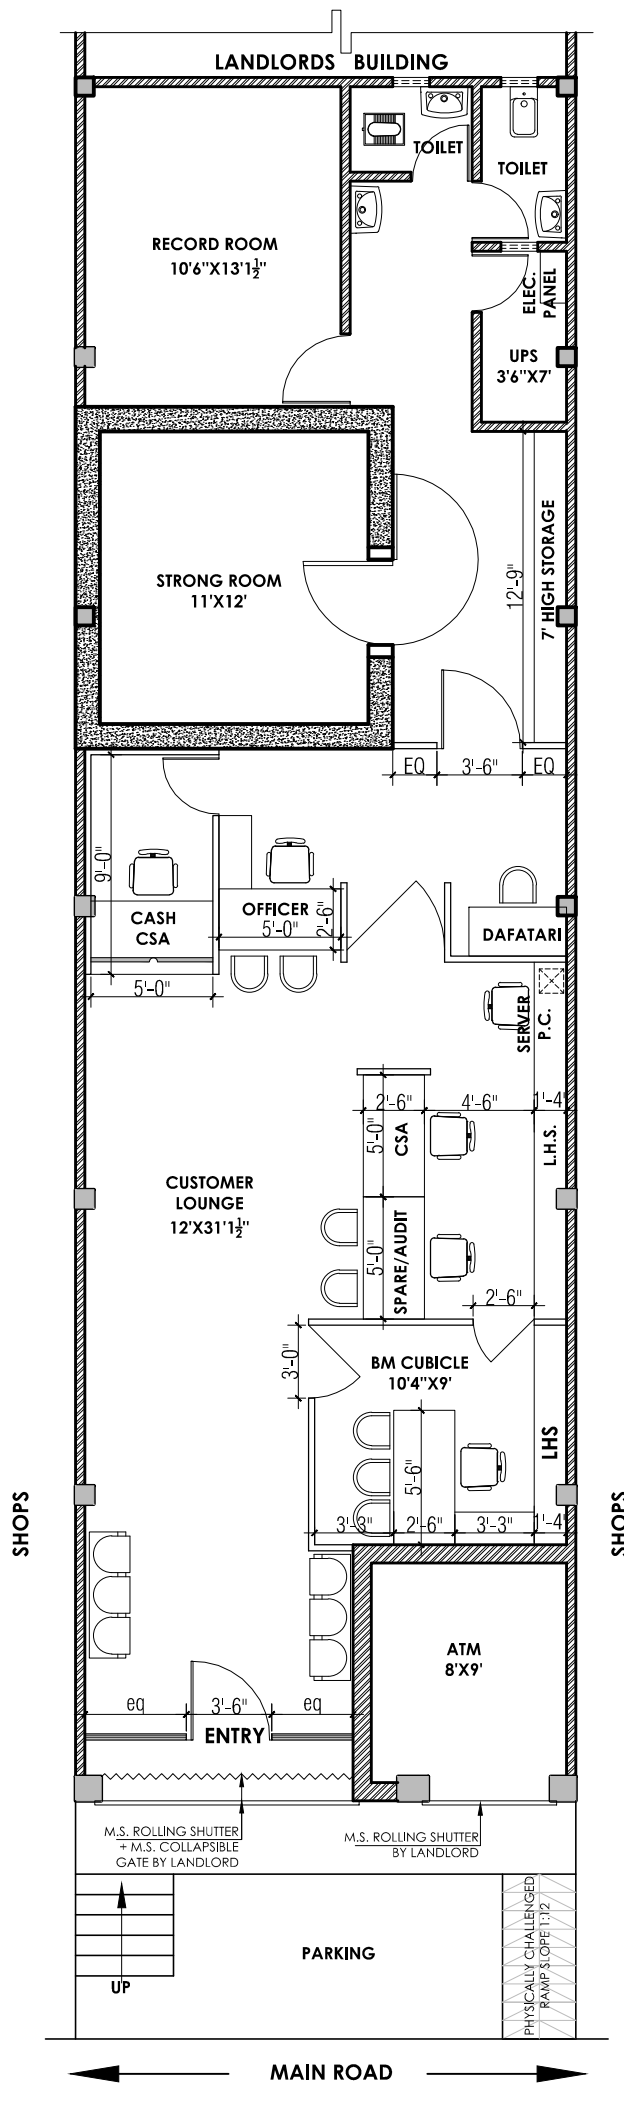 LANDLORDS BUILDING
TOILET
TOILET
RECORD ROOM
10'6"X13'1½"
ELEC.
PANEL
UPS
3'6"X7'
STRONG ROOM
11'X12'
12'-9"
7' HIGH STORAGE
EQ
3'-6"
EQ
9'-0"
CASH
CSA
5'-0"
OFFICER
5'-0"
2'-6"
DAFATARI
SERVER
P.C.
2'-6"
4'-6"
1'-4"
5'-0"
CSA
L.H.S.
CUSTOMER
LOUNGE
12'X31'1½"
5'-0"
SPARE/AUDIT
2'-6"
3'-0"
BM CUBICLE
10'4"X9'
LHS
5'-6"
3'-3"
2'-6"
3'-3"
1'-4"
SHOPS
SHOPS
ATM
8'X9'
eq
3'-6"
eq
ENTRY
M.S. ROLLING SHUTTER
+ M.S. COLLAPSIBLE
GATE BY LANDLORD
M.S. ROLLING SHUTTER
BY LANDLORD
UP
PARKING
PHYSICALLY CHALLENGED
RAMP SLOPE 1:12
MAIN ROAD